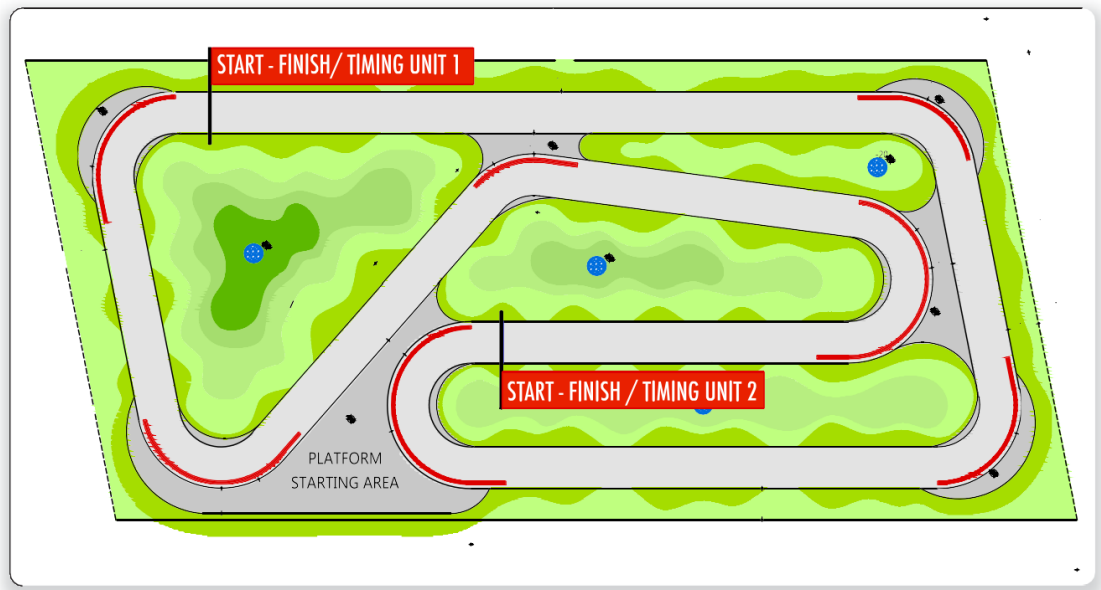 START - FINISH/ TIMING UNIT 1
START - FINISH / TIMING UNIT 2
PLATFORM
STARTING AREA